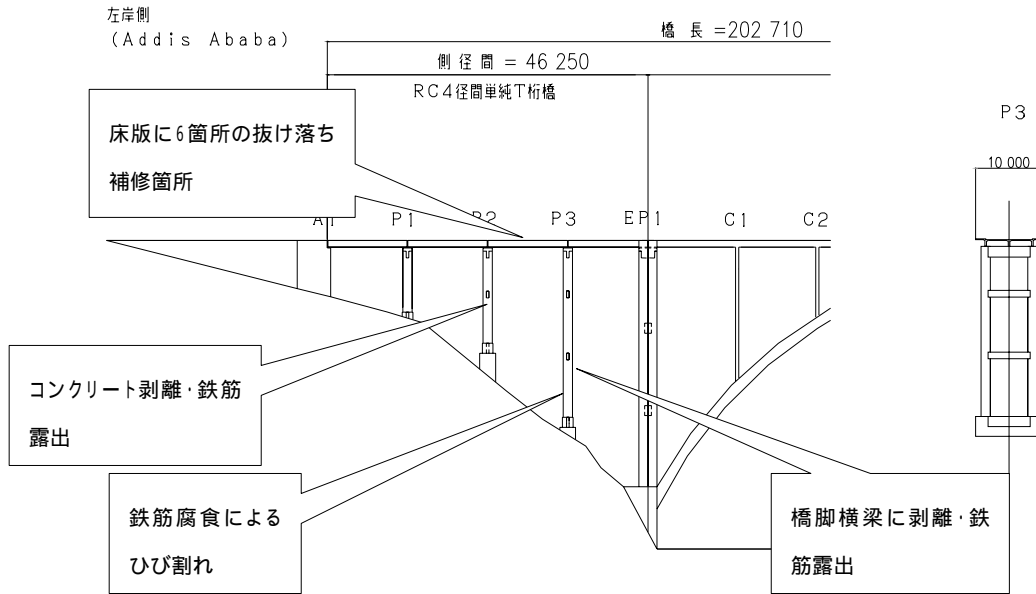 左岸側
(Addis Ababa)
橋 長 =202 710
側 径 間 = 46 250
RC4径間単純T桁橋
床版に6箇所の抜け落ち
補修箇所
A1 P1 P2 P3 EP1 C1 C2
P3
10 000
コンクリート剥離・鉄筋
露出
鉄筋腐食による
ひび割れ
橋脚横梁に剥離・鉄
筋露出